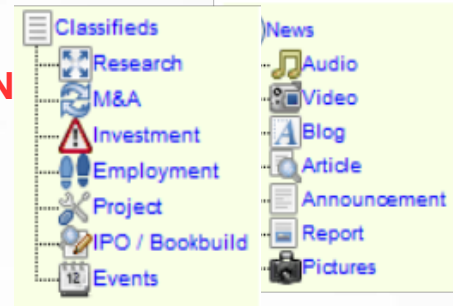 Classifieds
Research
M&A
Investment
Employment
Project
IPO / Bookbuild
12
Events
N
News
Audio
Video
A
Blog
Article
Announcement
Report
Pictures